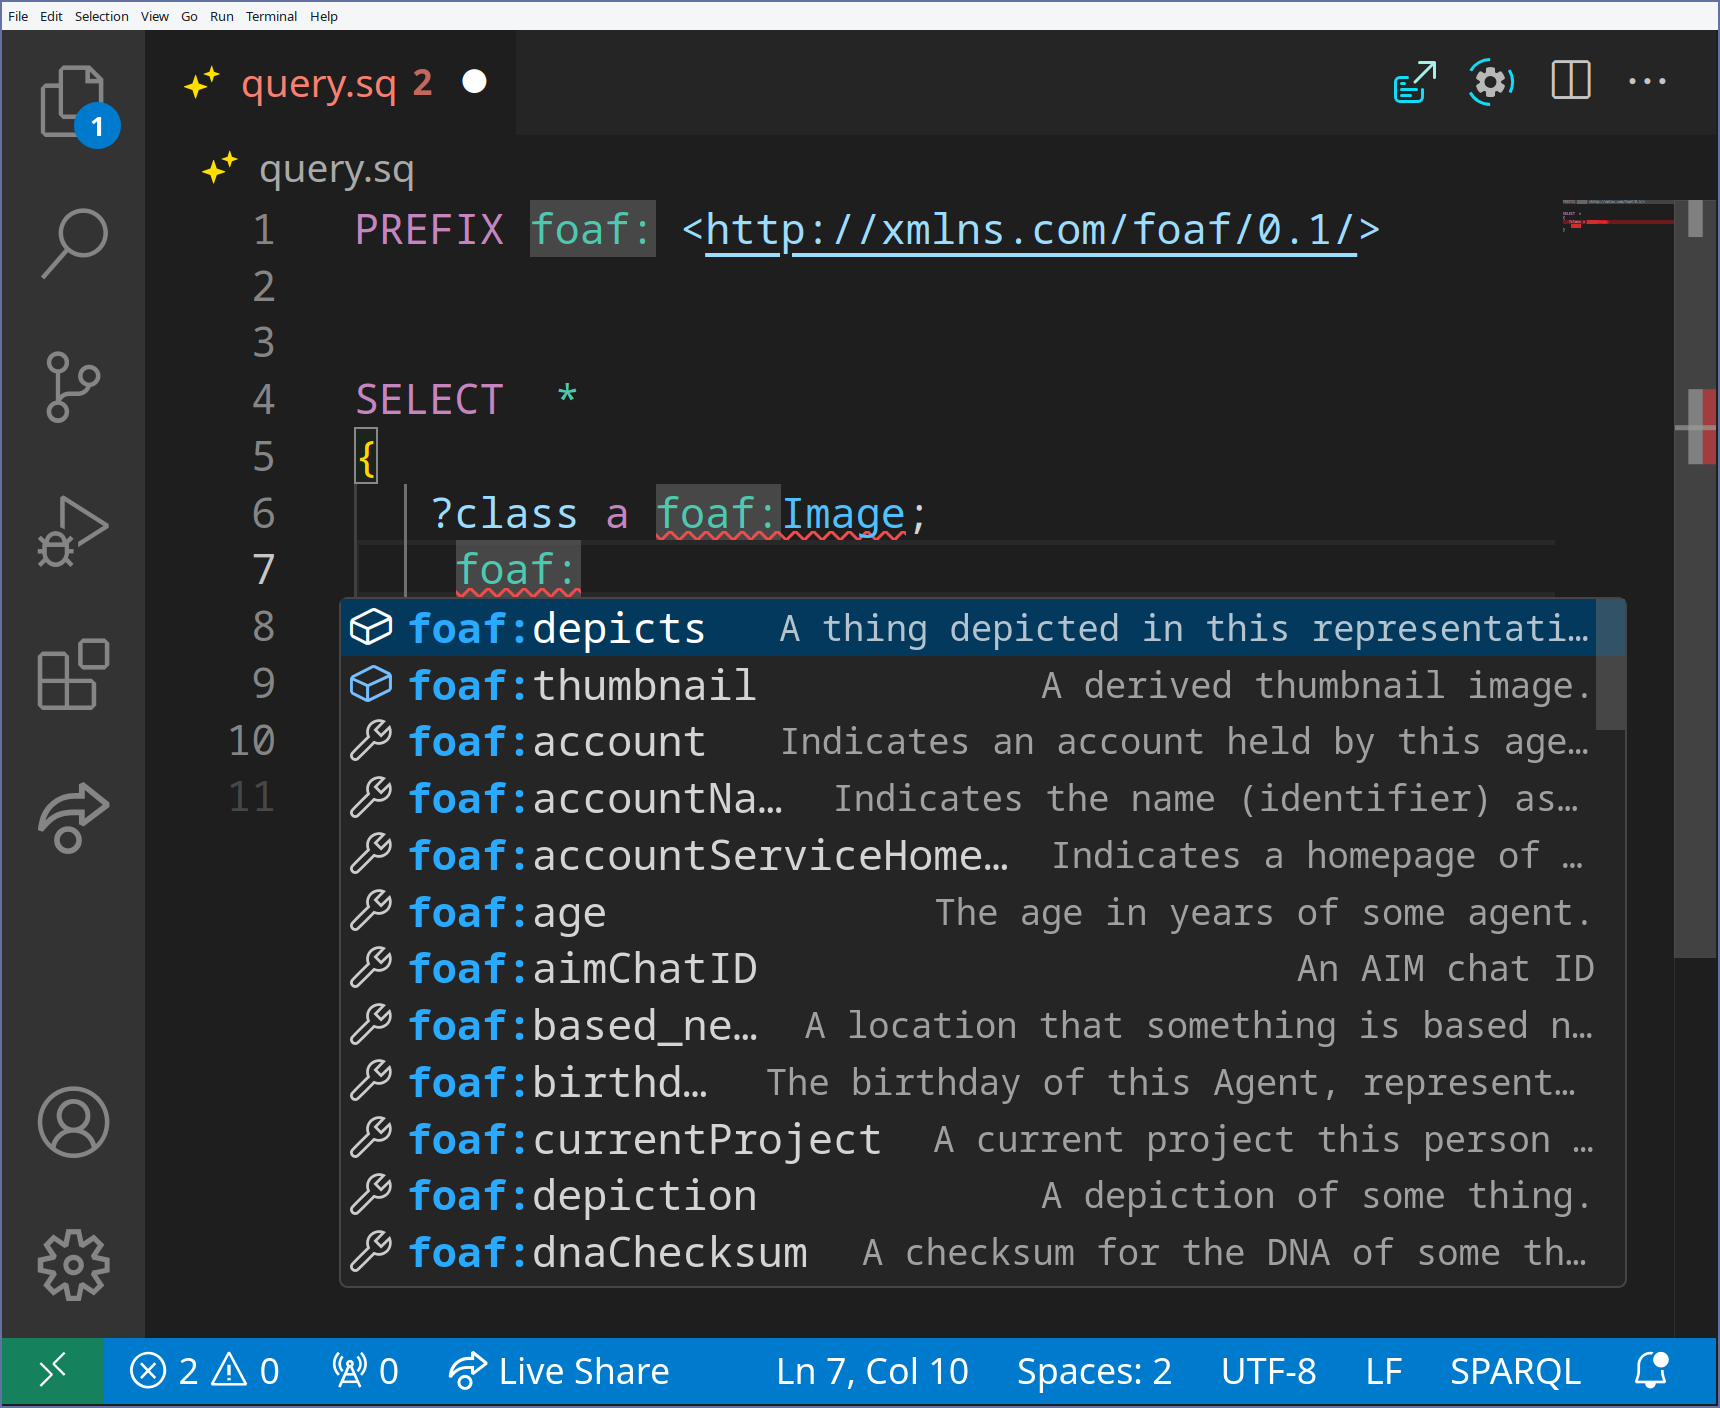 File Edit Selection View Go Run Terminal Help
query.sq 2
1
query.sq
1 PREFIX foaf: <http://xmlns.com/foaf/0.1/>
2
3
4 SELECT *
5 {
6 ?class a foaf:Image;
7 foaf:
8 foaf:depicts A thing depicted in this representati…
9 foaf:thumbnail A derived thumbnail image.
10 foaf:account Indicates an account held by this age…
11 foaf:accountNa… Indicates the name (identifier) as…
foaf:accountServiceHome… Indicates a homepage of …
foaf:age The age in years of some agent.
foaf:aimChatID An AIM chat ID
foaf:based_ne… A location that something is based n…
foaf:birthd… The birthday of this Agent, represent…
foaf:currentProject A current project this person …
foaf:depiction A depiction of some thing.
foaf:dnaChecksum A checksum for the DNA of some th…
2 0 0 Live Share Ln 7, Col 10 Spaces: 2 UTF-8 LF SPARQL